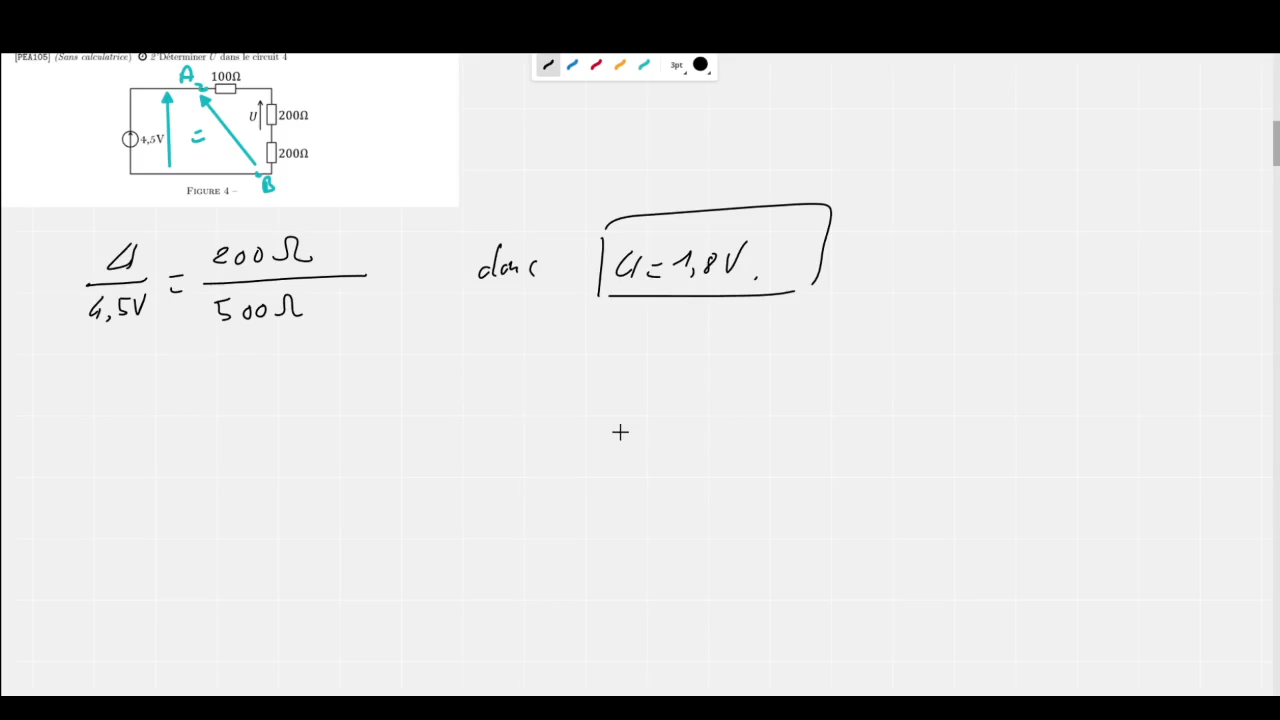 [PEA105] (Sans calculatrice) 2 Déterminer U dans le circuit 4
A
100Ω
U
200Ω
4,5V
=
200Ω
B
FIGURE 4 –
3pt
U/4,5V = 200Ω/500Ω donc U = 1,8V.